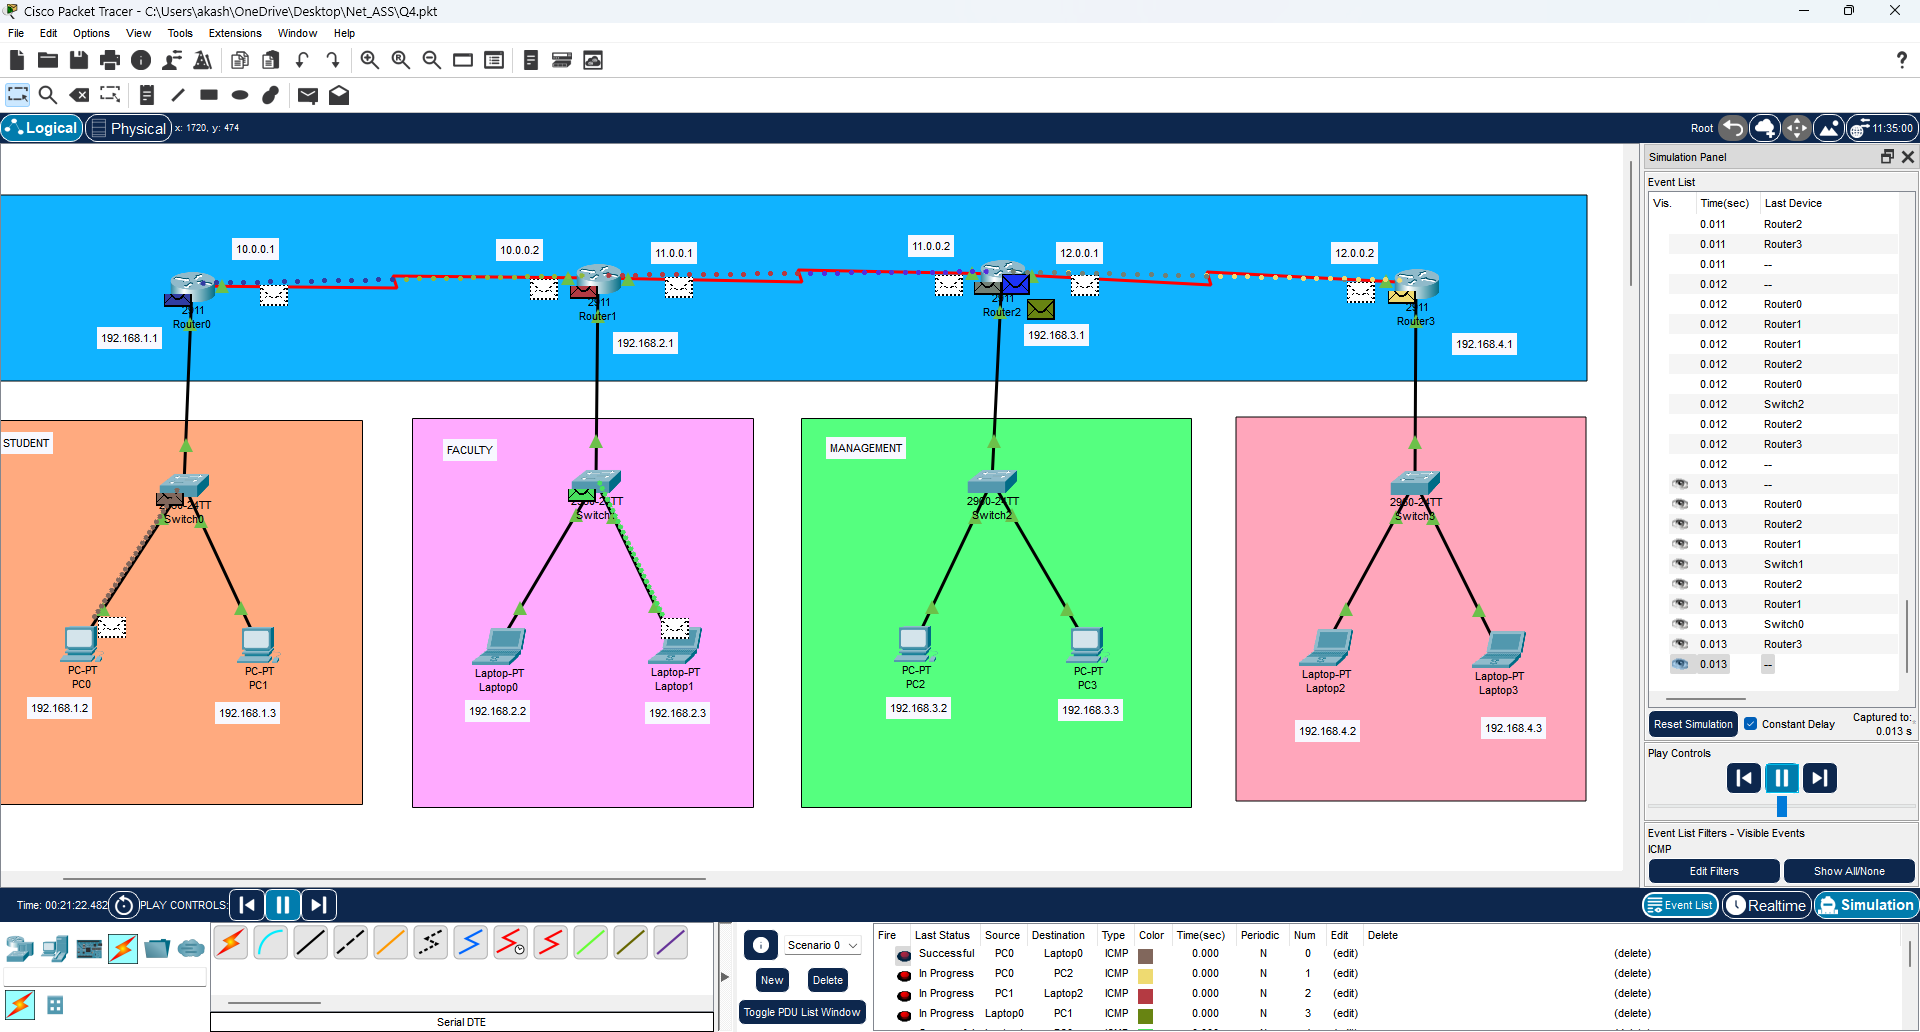 Cisco Packet Tracer - C:\Users\akash\OneDrive\Desktop\Net_ASS\Q4.pkt
File Edit Options View Tools Extensions Window Help
Logical Physical x: 1720, y: 474 Root 11:35:00
10.0.0.1
10.0.0.2
11.0.0.1
11.0.0.2
12.0.0.1
12.0.0.2
2911
Router0
2911
Router1
2911
Router2
2911
Router3
192.168.1.1
192.168.2.1
192.168.3.1
192.168.4.1
STUDENT
FACULTY
MANAGEMENT
Switch0
Switch
2960-24TT
Switch2
2960-24TT
Switch3
PC-PT
PC0
192.168.1.2
PC-PT
PC1
192.168.1.3
Laptop-PT
Laptop0
192.168.2.2
Laptop-PT
Laptop1
192.168.2.3
PC-PT
PC2
192.168.3.2
PC-PT
PC3
192.168.3.3
Laptop-PT
Laptop2
192.168.4.2
Laptop-PT
Laptop3
192.168.4.3
Simulation Panel
Event List
Vis. Time(sec) Last Device
0.011 Router2
0.011 Router3
0.011 --
0.012 --
0.012 Router0
0.012 Router1
0.012 Router1
0.012 Router2
0.012 Router0
0.012 Switch2
0.012 Router2
0.012 Router3
0.012 --
0.013 --
0.013 Router0
0.013 Router2
0.013 Router1
0.013 Switch1
0.013 Router2
0.013 Router1
0.013 Switch0
0.013 Router3
0.013 --
Reset Simulation Constant Delay Captured to:
0.013 s
Play Controls
Event List Filters - Visible Events
ICMP
Edit Filters Show All/None
Time: 00:21:22.482 PLAY CONTROLS: Event List Realtime Simulation
Serial DTE
Scenario 0
New Delete
Toggle PDU List Window
Fire Last Status Source Destination Type Color Time(sec) Periodic Num Edit Delete
Successful PC0 Laptop0 ICMP 0.000 N 0 (edit) (delete)
In Progress PC0 PC2 ICMP 0.000 N 1 (edit) (delete)
In Progress PC1 Laptop2 ICMP 0.000 N 2 (edit) (delete)
In Progress Laptop0 PC1 ICMP 0.000 N 3 (edit) (delete)